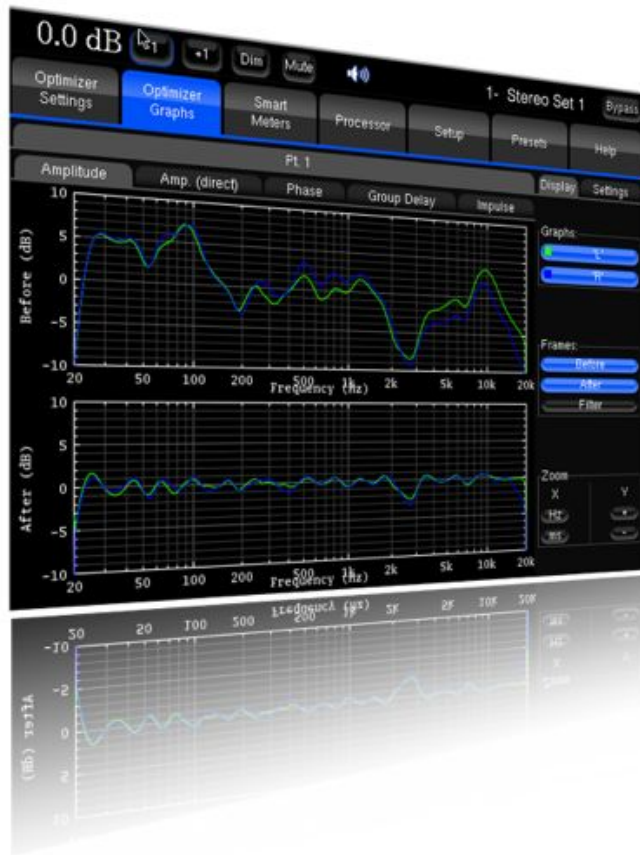 0.0 dB
-1
+1
Dim
Mute
1- Stereo Set 1
Bypass
Optimizer Settings
Optimizer Graphs
Smart Meters
Processor
Setup
Presets
Help
Pt. 1
Amplitude
Amp. (direct)
Phase
Group Delay
Impulse
Display
Settings
Before (dB)
10
5
0
-5
-10
20
50
100
200
500
1k
2k
5k
10k
20k
Frequency (Hz)
After (dB)
10
5
0
-5
-10
20
50
100
200
500
1k
2k
5k
10k
20k
Frequency (Hz)
Graphs:
"L"
"R"
Frames:
Before
After
Filter
Zoom
X
Y
Hz
+
ms
-